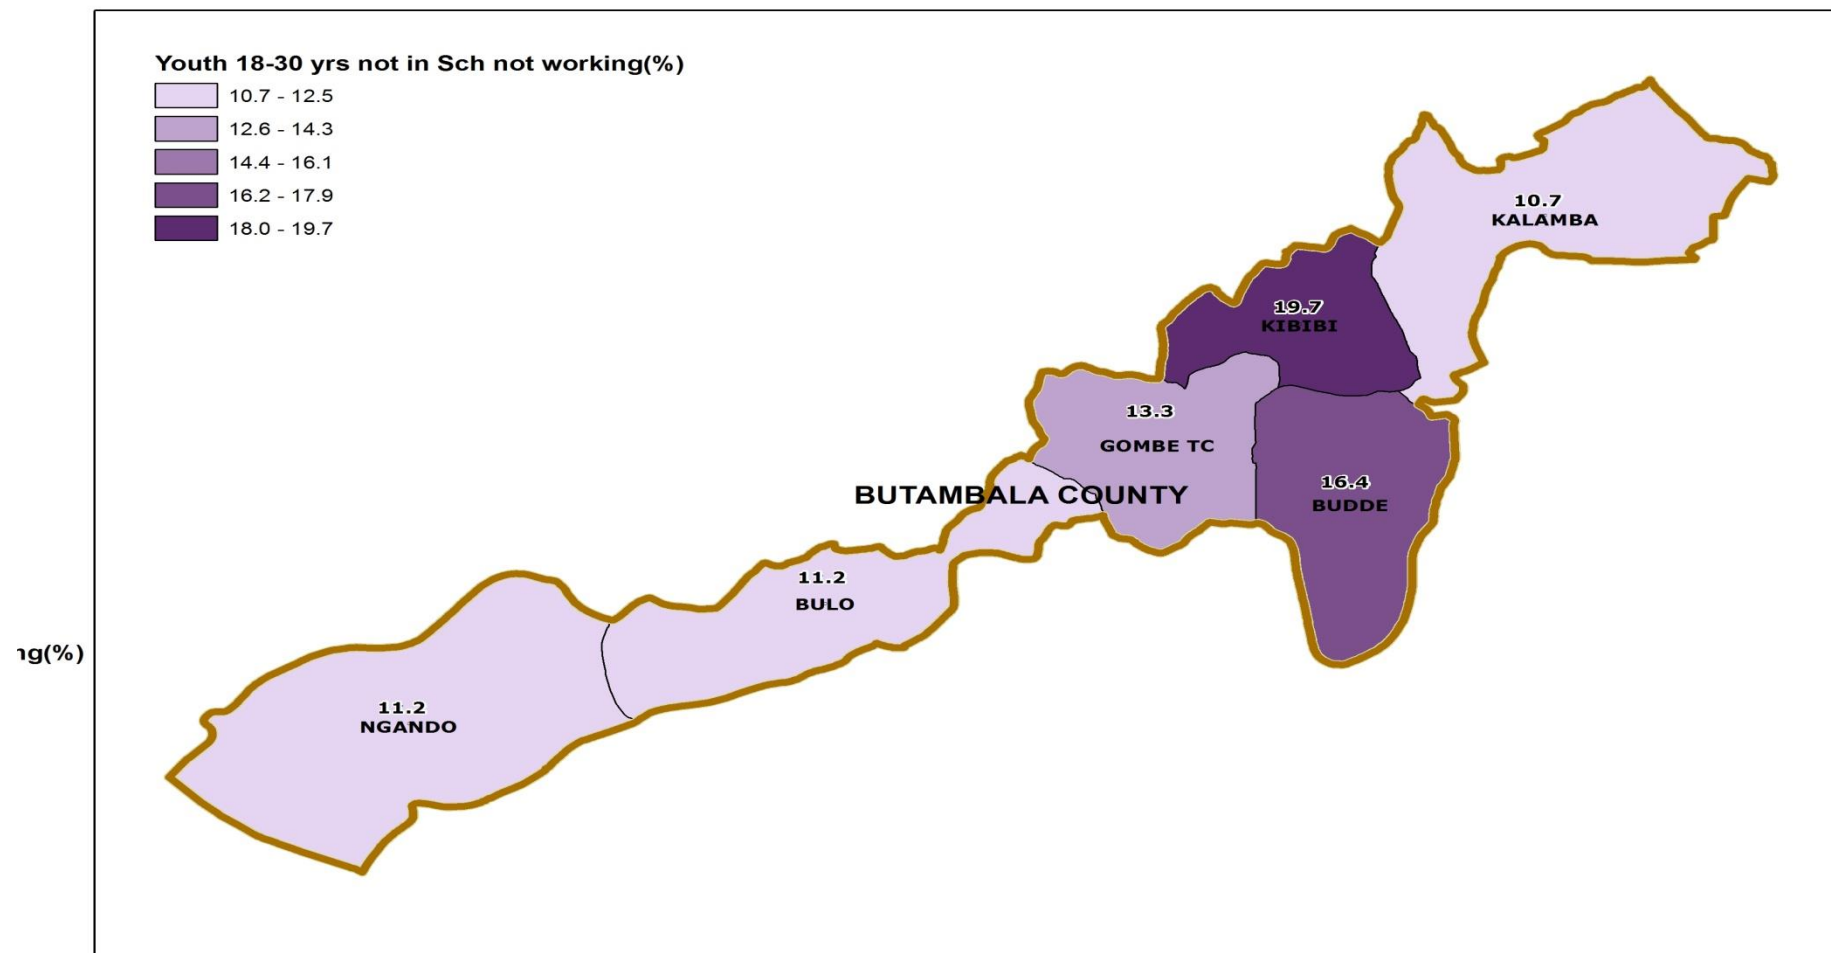 Youth 18-30 yrs not in Sch not working(%)
10.7 - 12.5
12.6 - 14.3
14.4 - 16.1
16.2 - 17.9
18.0 - 19.7
10.7
KALAMBA
19.7
KIBIBI
13.3
GOMBE TC
16.4
BUDDE
BUTAMBALA COUNTY
11.2
BULO
11.2
NGANDO
ng(%)